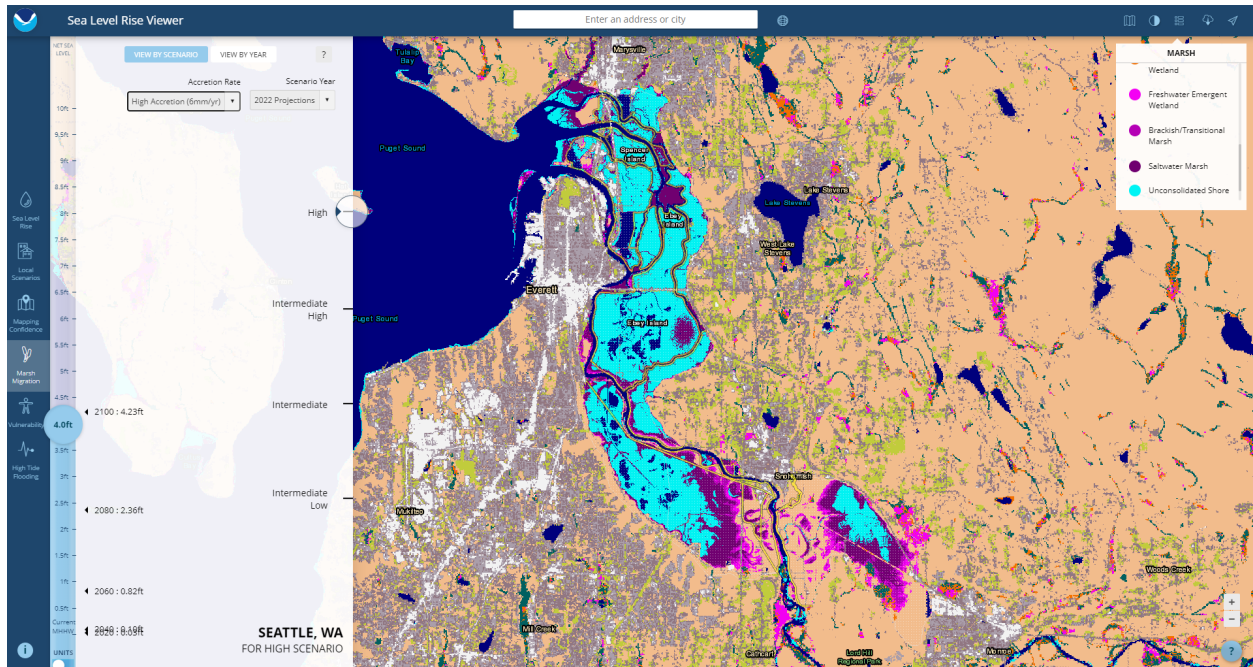 Sea Level Rise Viewer
Enter an address or city
NET SEA
LEVEL
VIEW BY SCENARIO
VIEW BY YEAR
?
Accretion Rate
Scenario Year
High Accretion (6mm/yr)
2022 Projections
10ft
9.5ft
9ft
8.5ft
8ft
7.5ft
7ft
6.5ft
6ft
5.5ft
5ft
4.5ft
4.0ft
3.5ft
3ft
2.5ft
2ft
1.5ft
1ft
0.5ft
Current
MHHW
UNITS
Sea Level
Rise
Local
Scenarios
Mapping
Confidence
Marsh
Migration
Vulnerability
High Tide
Flooding
High
Intermediate
High
Intermediate
Intermediate
Low
2100 : 4.23ft
2080 : 2.36ft
2060 : 0.82ft
2040 : 0.19ft
2020 : 0.03ft
SEATTLE, WA
FOR HIGH SCENARIO
Tulalip
Bay
Marysville
Puget Sound
Spencer
Island
Ebey
Island
Lake Stevens
Lake Stevens
West Lake
Stevens
Everett
Puget Sound
Ebey Island
Snohomish
Mukilteo
Woods Creek
Mill Creek
Cathcart
Lord Hill
Regional Park
Monroe
MARSH
Wetland
Freshwater Emergent
Wetland
Brackish/Transitional
Marsh
Saltwater Marsh
Unconsolidated Shore
+
−
?